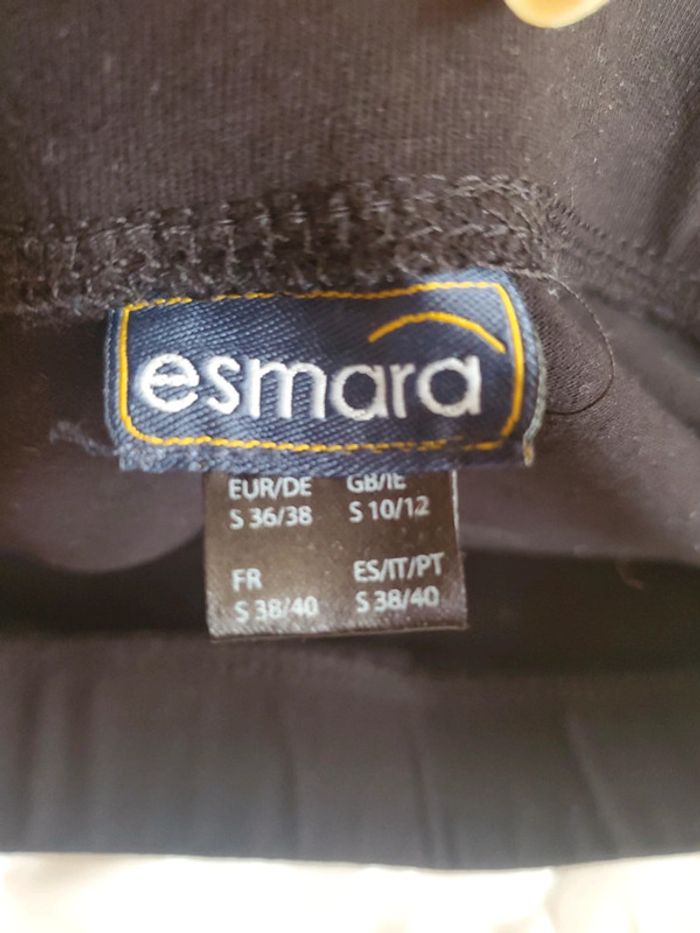 esmara
EUR/DE GB/IE
S 36/38 S 10/12
FR ES/IT/PT
S 38/40 S 38/40